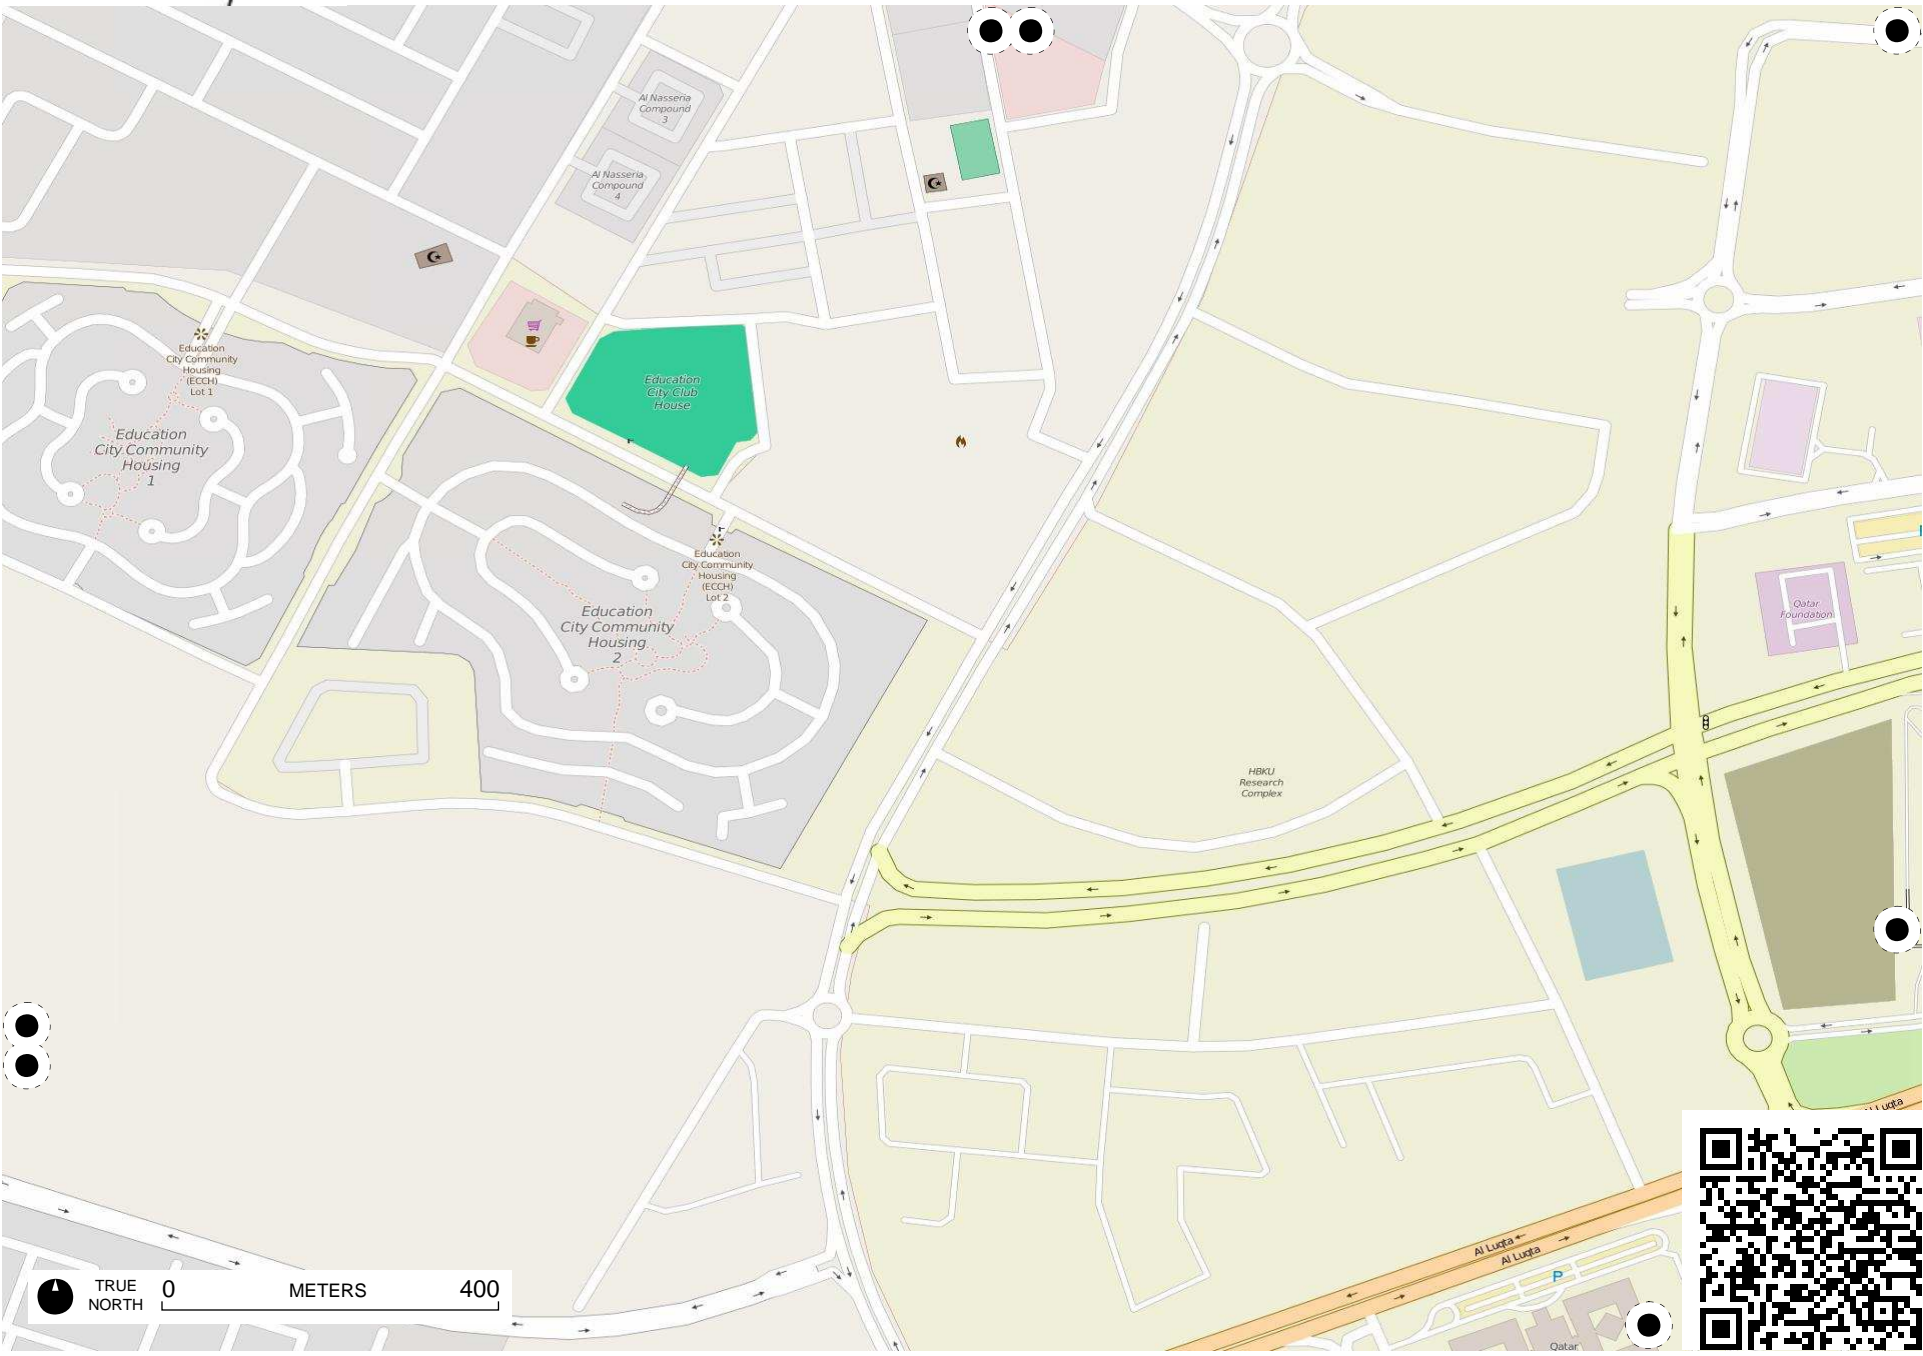 Al Nasseria
Compound
3
Al Nasseria
Compound
4
Education
City Community
Housing
(ECCH)
Lot 1
Education
City Club
House
Education
City Community
Housing
1
Education
City Community
Housing
(ECCH)
Lot 2
Education
City Community
Housing
2
Qatar
Foundation
HBKU
Research
Complex
Al Luqta
Al Luqta
Al Luqta
P
Qatar
TRUE
NORTH
0
METERS
400